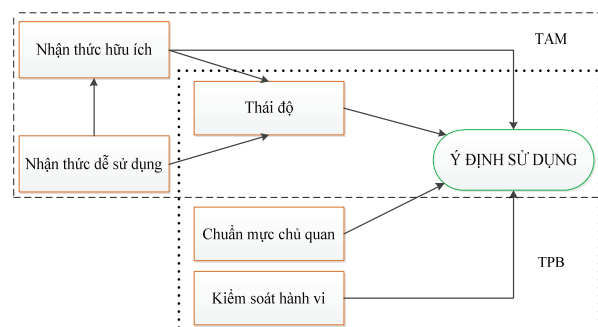 TAM
Nhận thức hữu ích
Thái độ
Nhận thức dễ sử dụng
Ý ĐỊNH SỬ DỤNG
Chuẩn mực chủ quan
TPB
Kiểm soát hành vi